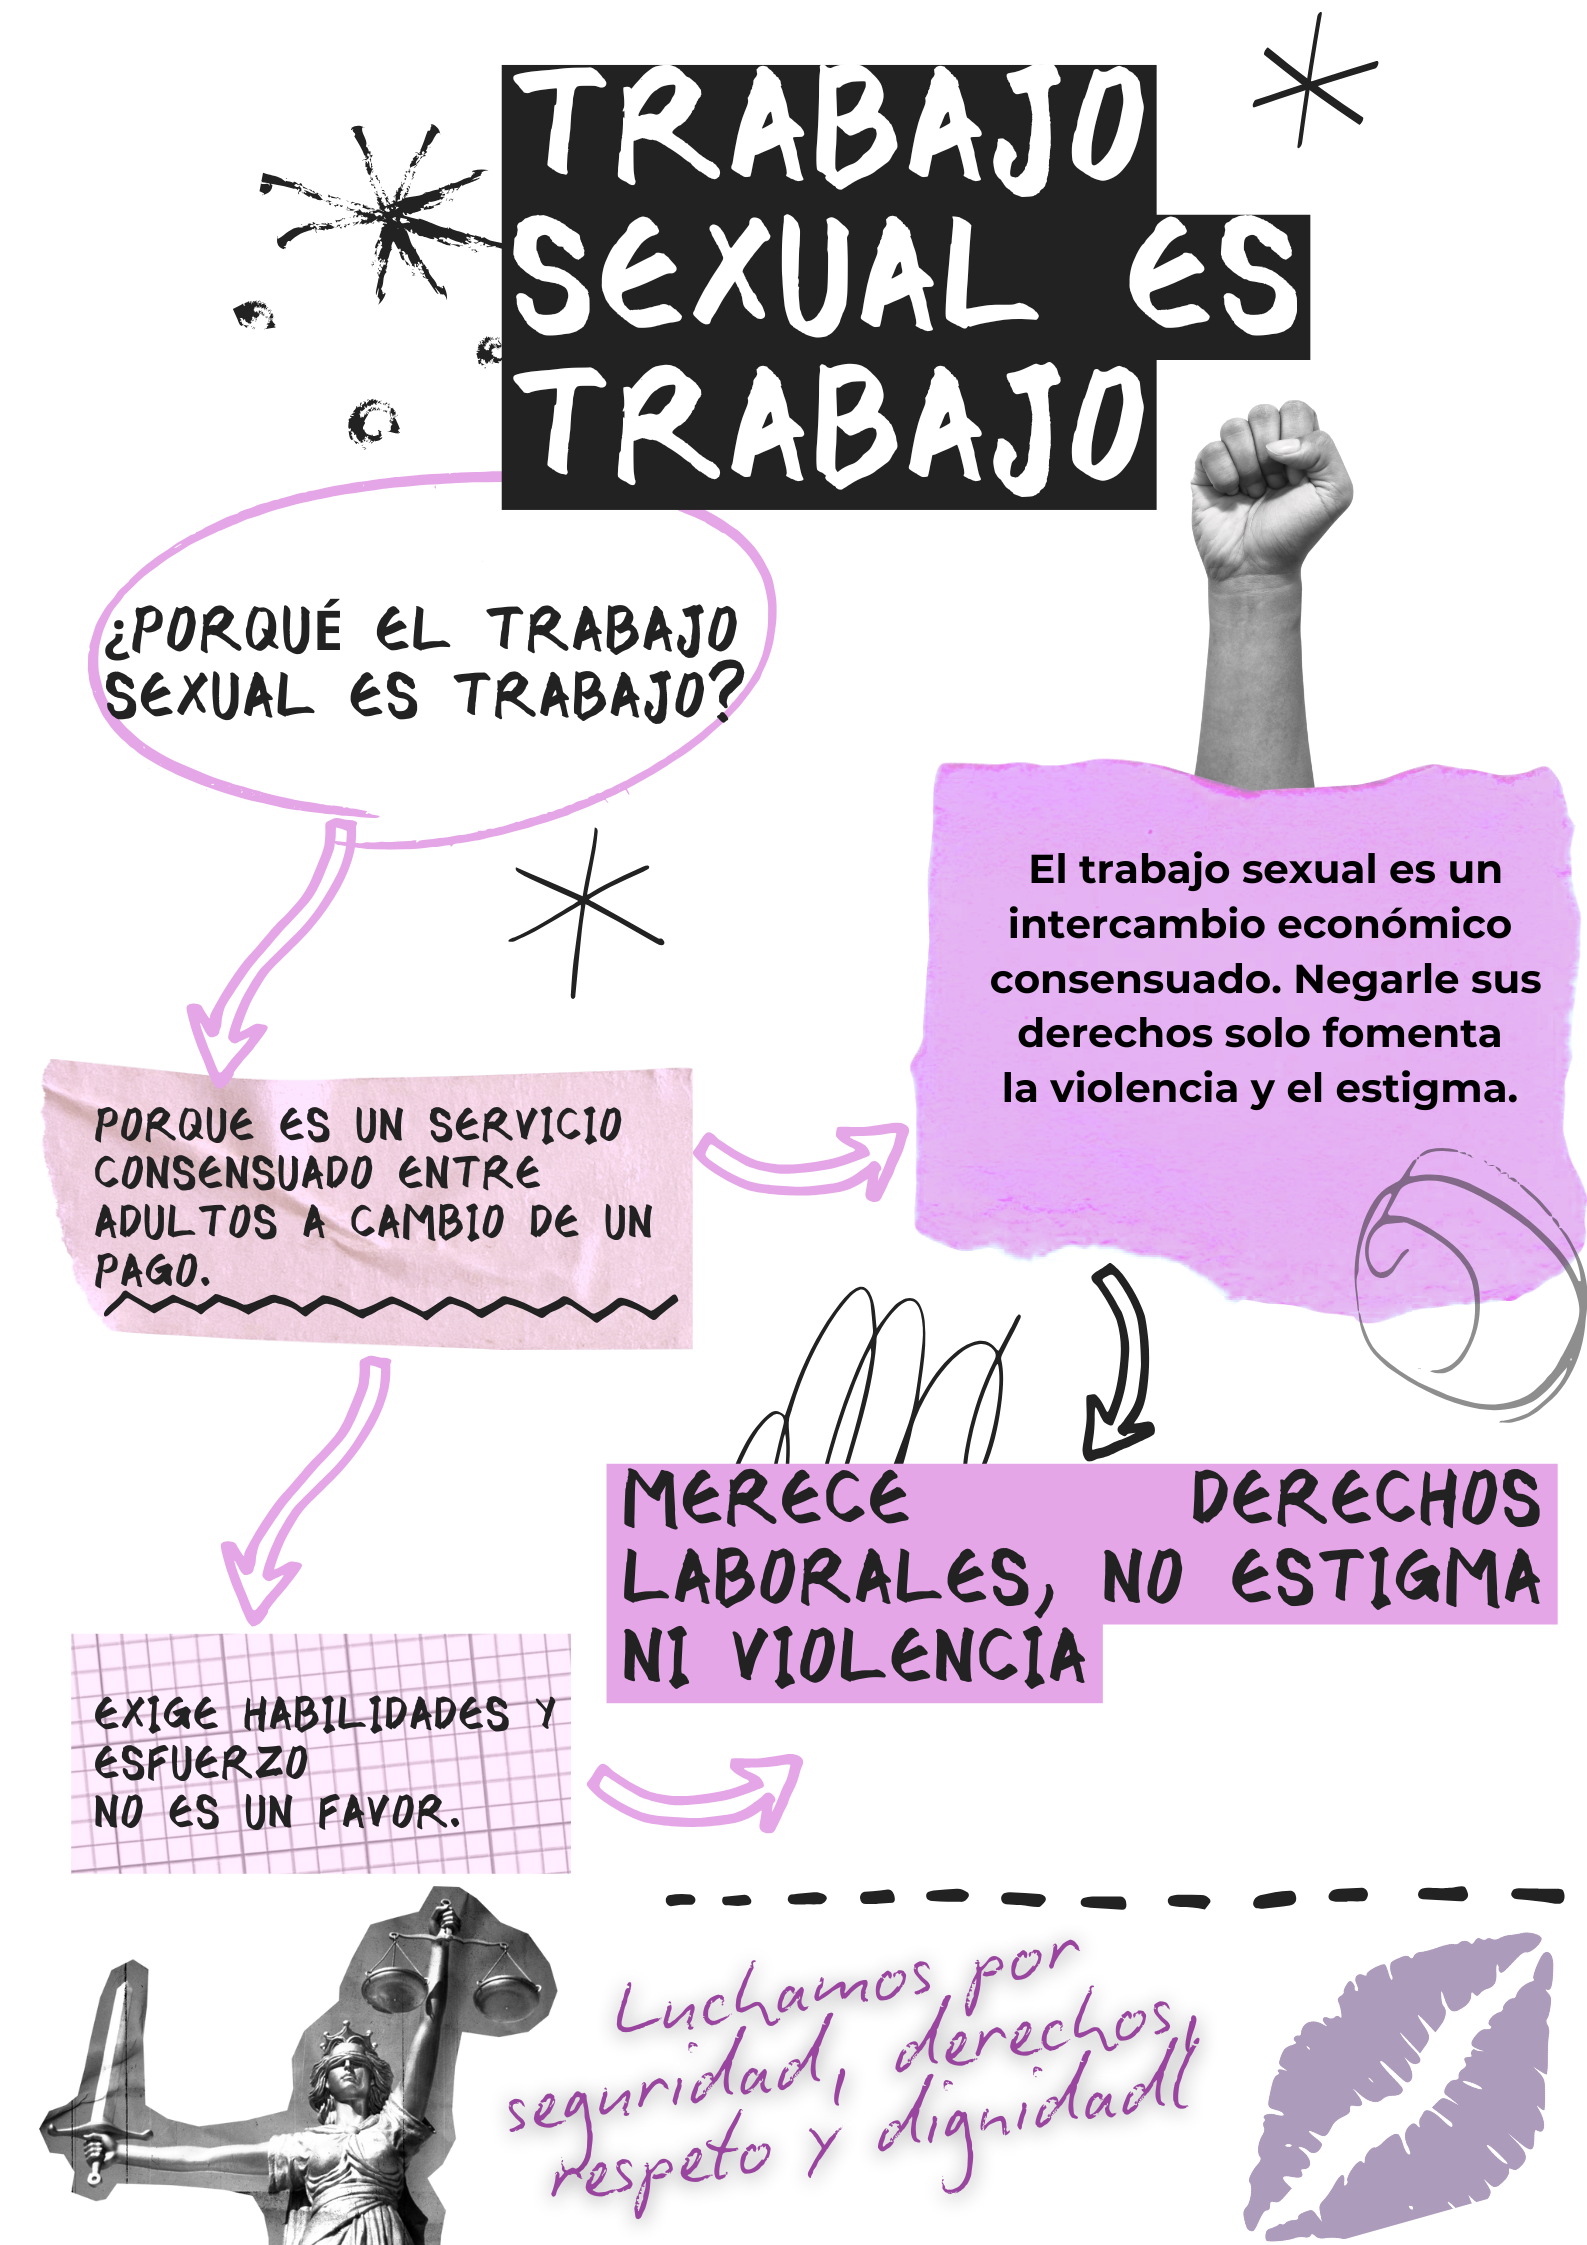 TRABAJO
SEXUAL ES
TRABAJO
¿PORQUÉ EL TRABAJO
SEXUAL ES TRABAJO?
El trabajo sexual es un
intercambio económico
consensuado. Negarle sus
derechos solo fomenta
la violencia y el estigma.
PORQUE ES UN SERVICIO
CONSENSUADO ENTRE
ADULTOS A CAMBIO DE UN
PAGO.
MERECE DERECHOS
LABORALES, NO ESTIGMA
NI VIOLENCIA
EXIGE HABILIDADES Y
ESFUERZO
NO ES UN FAVOR.
Luchamos por
seguridad, derechos,
respeto y dignidad!